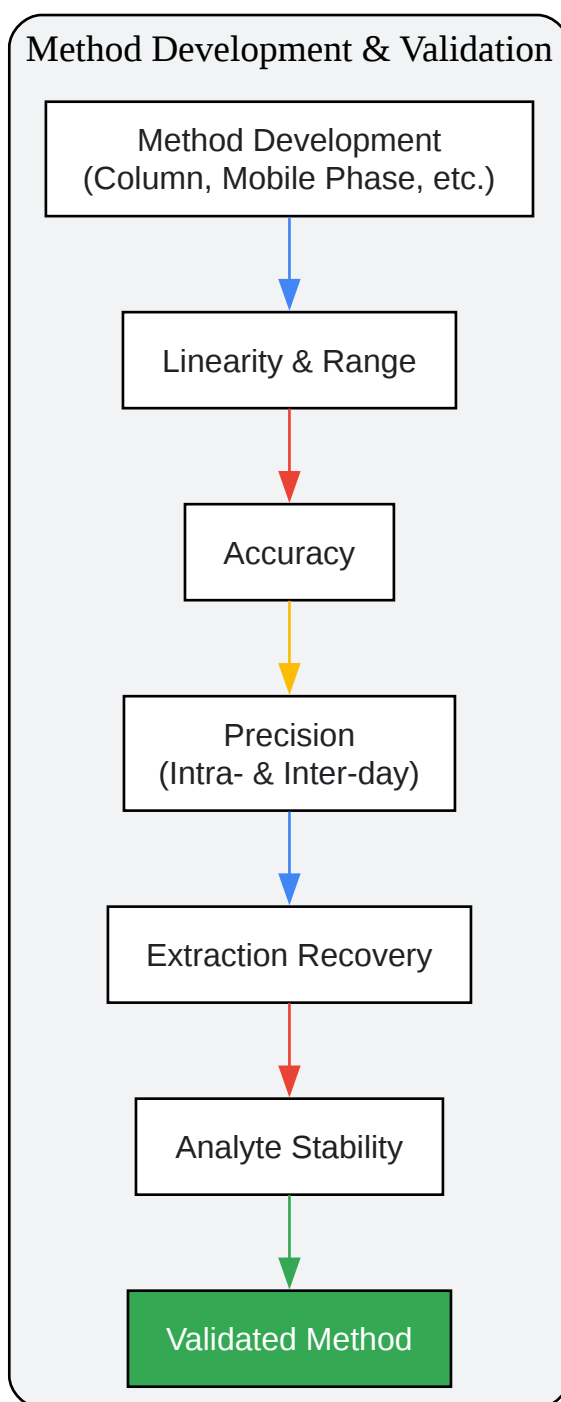 Method Development & Validation
Method Development
(Column, Mobile Phase, etc.)
Linearity & Range
Accuracy
Precision
(Intra- & Inter-day)
Extraction Recovery
Analyte Stability
Validated Method